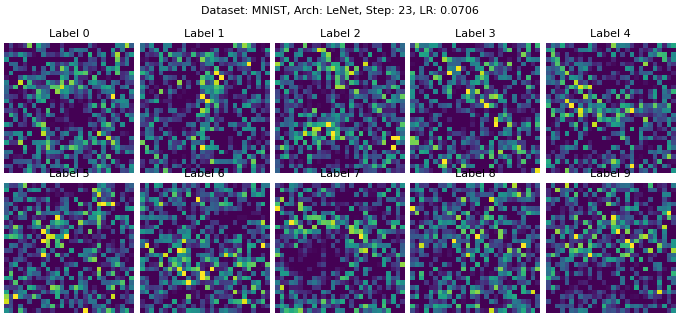 Dataset: MNIST, Arch: LeNet, Step: 23, LR: 0.0706
Label 0 Label 1 Label 2 Label 3 Label 4
Label 5 Label 6 Label 7 Label 8 Label 9